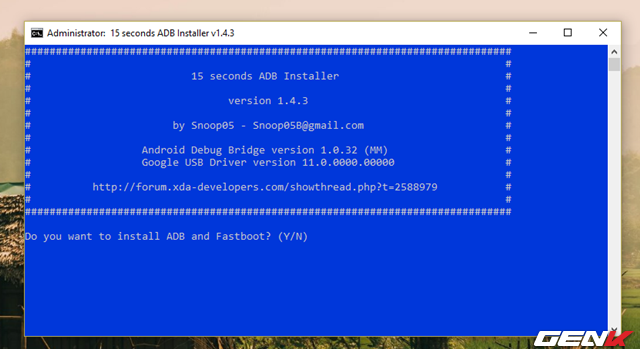 Administrator: 15 seconds ADB Installer v1.4.3
################################################################################
# 15 seconds ADB Installer #
# version 1.4.3 #
# by Snoop05 - Snoop05B@gmail.com #
# Android Debug Bridge version 1.0.32 (MM) #
# Google USB Driver version 11.0.0000.00000 #
# http://forum.xda-developers.com/showthread.php?t=2588979 #
################################################################################
Do you want to install ADB and Fastboot? (Y/N)
GENK